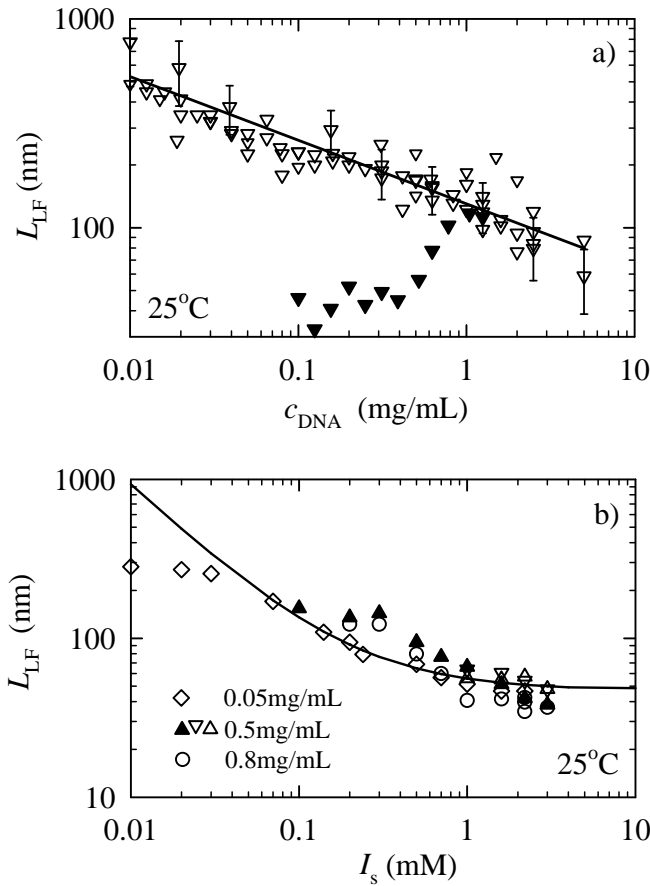 1000
a)
L_LF (nm)
100
25°C
0.01
0.1
1
10
c_DNA (mg/mL)
1000
b)
L_LF (nm)
100
0.05mg/mL
0.5mg/mL
0.8mg/mL
25°C
10
0.01
0.1
1
10
I_s (mM)